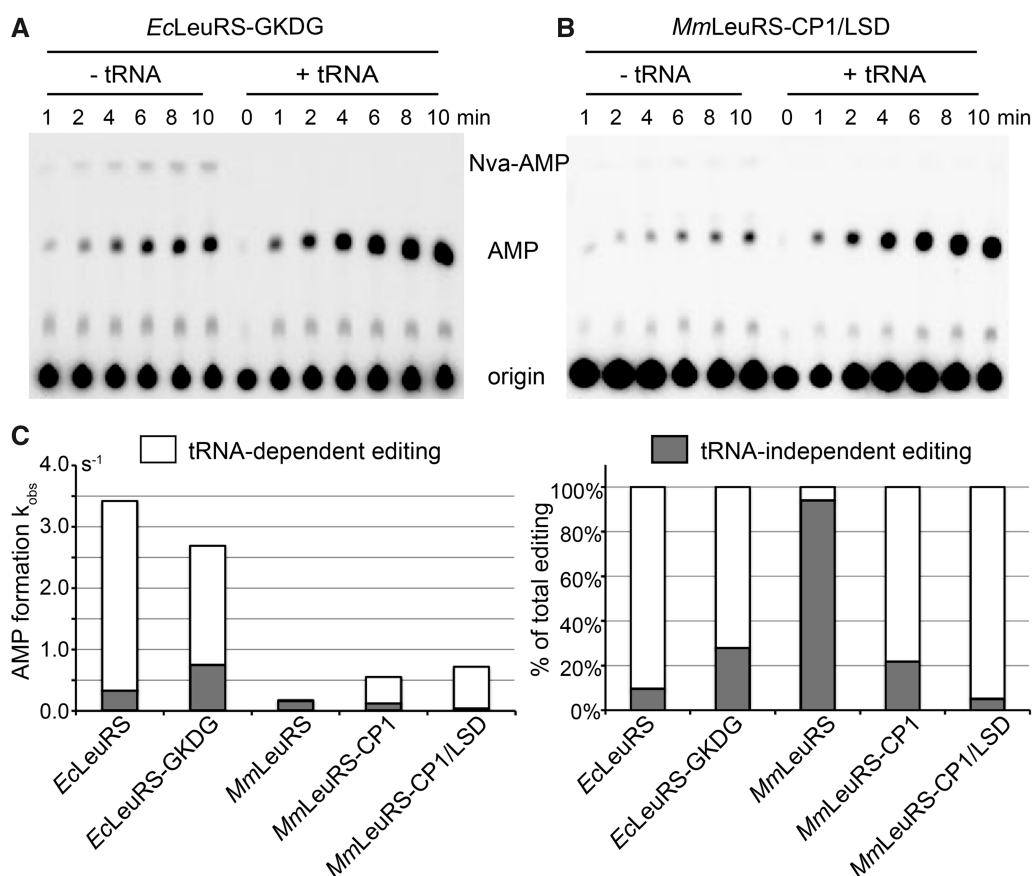 A EcLeuRS-GKDG
- tRNA + tRNA
1 2 4 6 8 10 0 1 2 4 6 8 10 min
B MmLeuRS-CP1/LSD
- tRNA + tRNA
1 2 4 6 8 10 0 1 2 4 6 8 10 min
Nva-AMP
AMP
origin
C
tRNA-dependent editing
tRNA-independent editing
AMP formation kobs
4.0 s-1
3.0
2.0
1.0
0.0
EcLeuRS
EcLeuRS-GKDG
MmLeuRS
MmLeuRS-CP1
MmLeuRS-CP1/LSD
% of total editing
100%
80%
60%
40%
20%
0%
EcLeuRS
EcLeuRS-GKDG
MmLeuRS
MmLeuRS-CP1
MmLeuRS-CP1/LSD